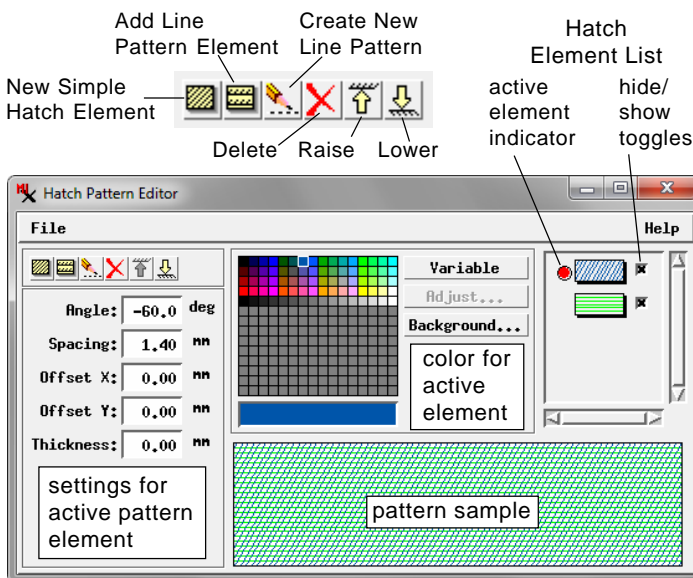 Add Line
Pattern Element
Create New
Line Pattern
Hatch
Element List
New Simple
Hatch Element
active
element
indicator
hide/
show
toggles
Delete Raise Lower
Hatch Pattern Editor
File Help
Angle: -60.0 deg
Spacing: 1.40 mm
Offset X: 0.00 mm
Offset Y: 0.00 mm
Thickness: 0.00 mm
Variable
Adjust...
Background...
color for
active
element
settings for
active pattern
element
pattern sample